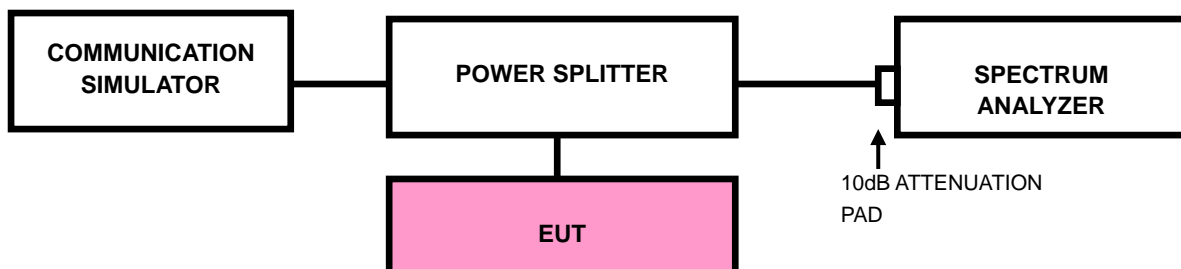 COMMUNICATION
SIMULATOR
POWER SPLITTER
SPECTRUM
ANALYZER
10dB ATTENUATION
PAD
EUT